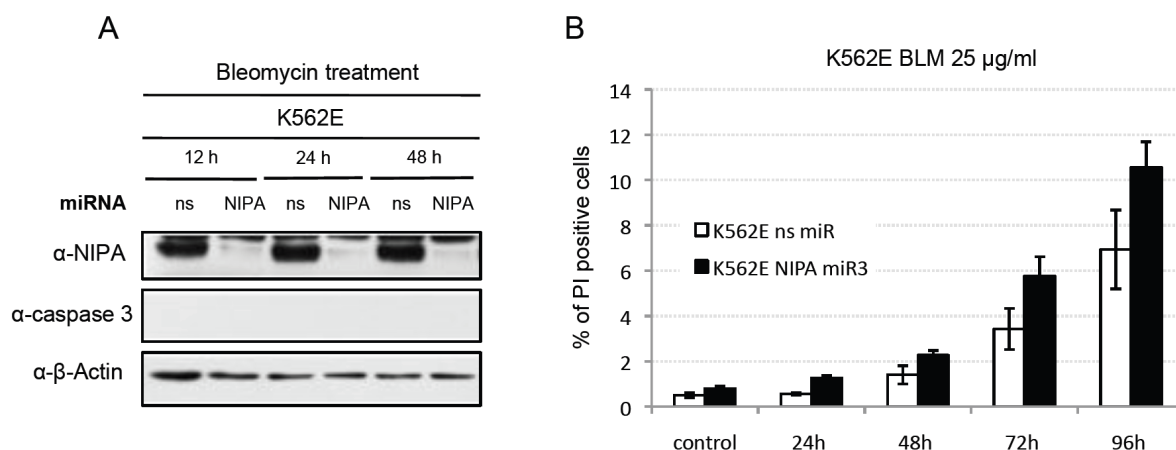 A
Bleomycin treatment
K562E
12 h 24 h 48 h
miRNA ns NIPA ns NIPA ns NIPA
α-NIPA
α-caspase 3
α-β-Actin
B
K562E BLM 25 µg/ml
% of PI positive cells
14
12
10
8
6
4
2
0
K562E ns miR
K562E NIPA miR3
control 24h 48h 72h 96h